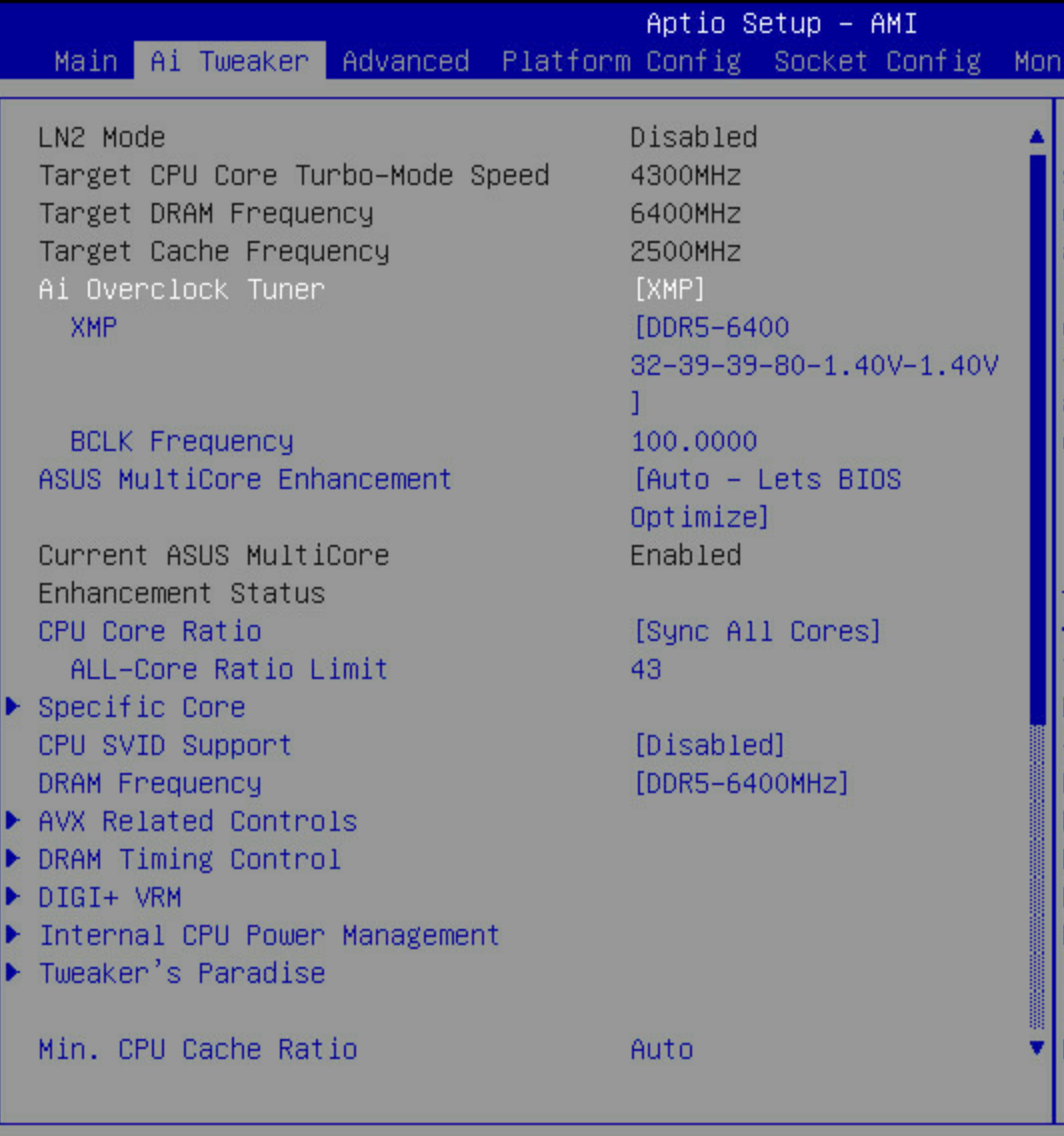 Aptio Setup – AMI
Main Ai Tweaker Advanced Platform Config Socket Config Mon
LN2 Mode Disabled
Target CPU Core Turbo-Mode Speed 4300MHz
Target DRAM Frequency 6400MHz
Target Cache Frequency 2500MHz
Ai Overclock Tuner [XMP]
XMP [DDR5-6400
32-39-39-80-1.40V-1.40V
]
BCLK Frequency 100.0000
ASUS MultiCore Enhancement [Auto – Lets BIOS
Optimize]
Current ASUS MultiCore Enabled
Enhancement Status
CPU Core Ratio [Sync All Cores]
ALL-Core Ratio Limit 43
Specific Core
CPU SVID Support [Disabled]
DRAM Frequency [DDR5-6400MHz]
AVX Related Controls
DRAM Timing Control
DIGI+ VRM
Internal CPU Power Management
Tweaker's Paradise
Min. CPU Cache Ratio Auto